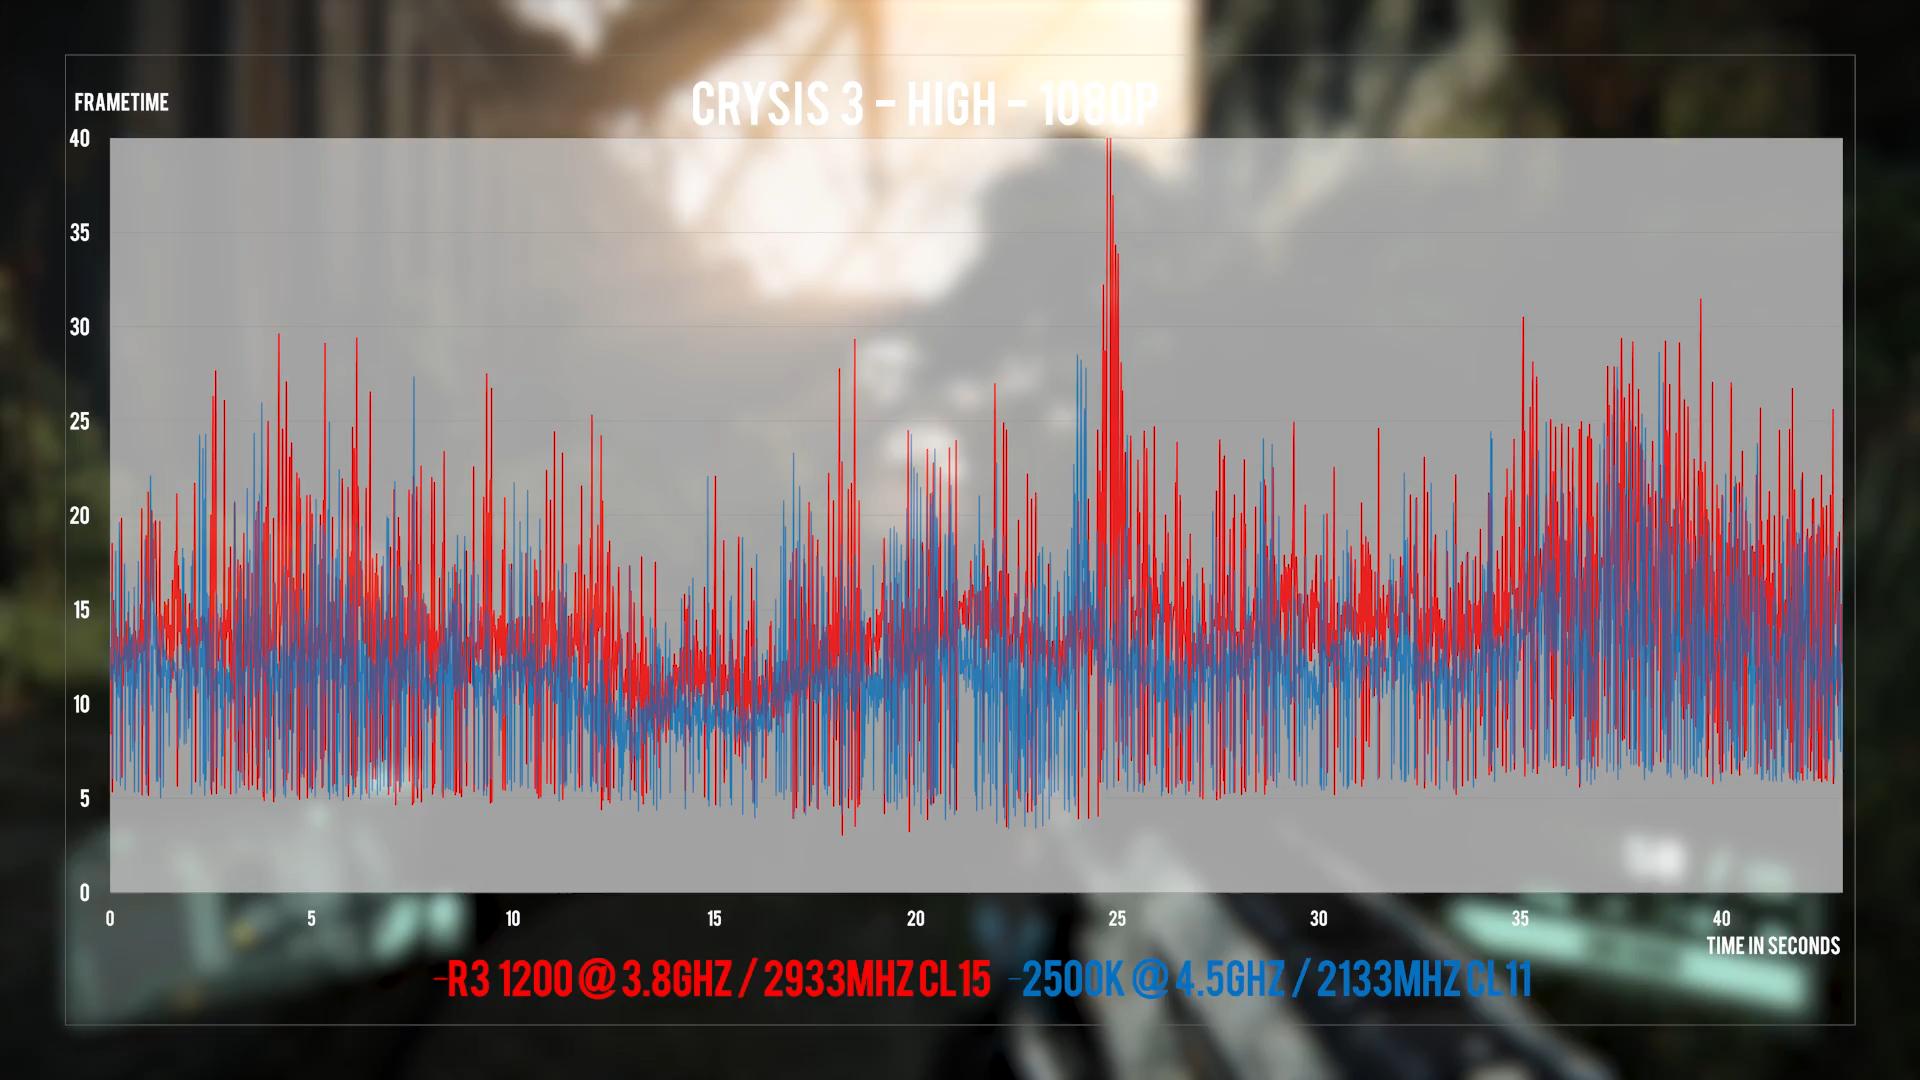 CRYSIS 3 - HIGH - 1080P
FRAMETIME
40
35
30
25
20
15
10
5
0
0 5 10 15 20 25 30 35 40
TIME IN SECONDS
-R3 1200 @ 3.8GHZ / 2933MHZ CL15 -2500K @ 4.5GHZ / 2133MHZ CL11